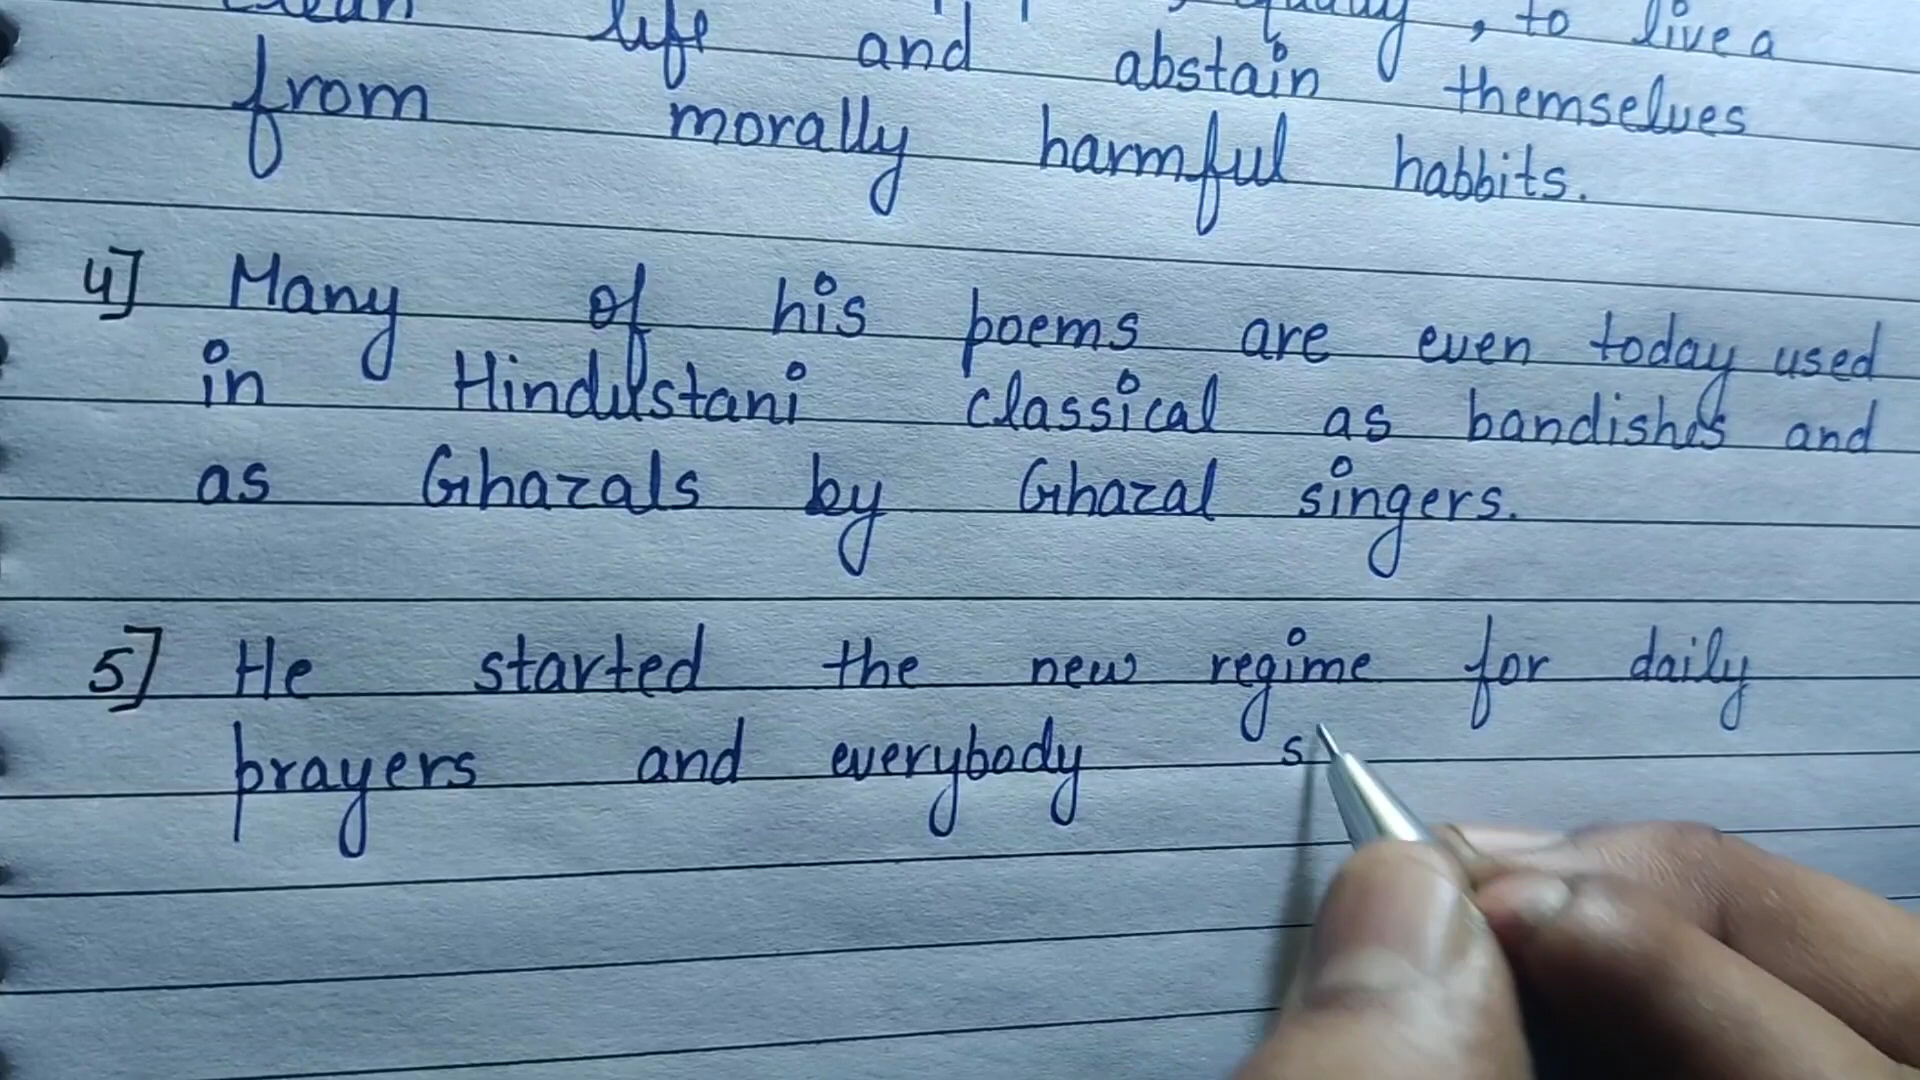 life and abstain , to live a
from morally harmful themselves
habbits.
4] Many of his poems are even today used
in Hindustani classical as bandishes and
as Ghazals by Ghazal singers.
5] He started the new regime for daily
prayers and everybody s